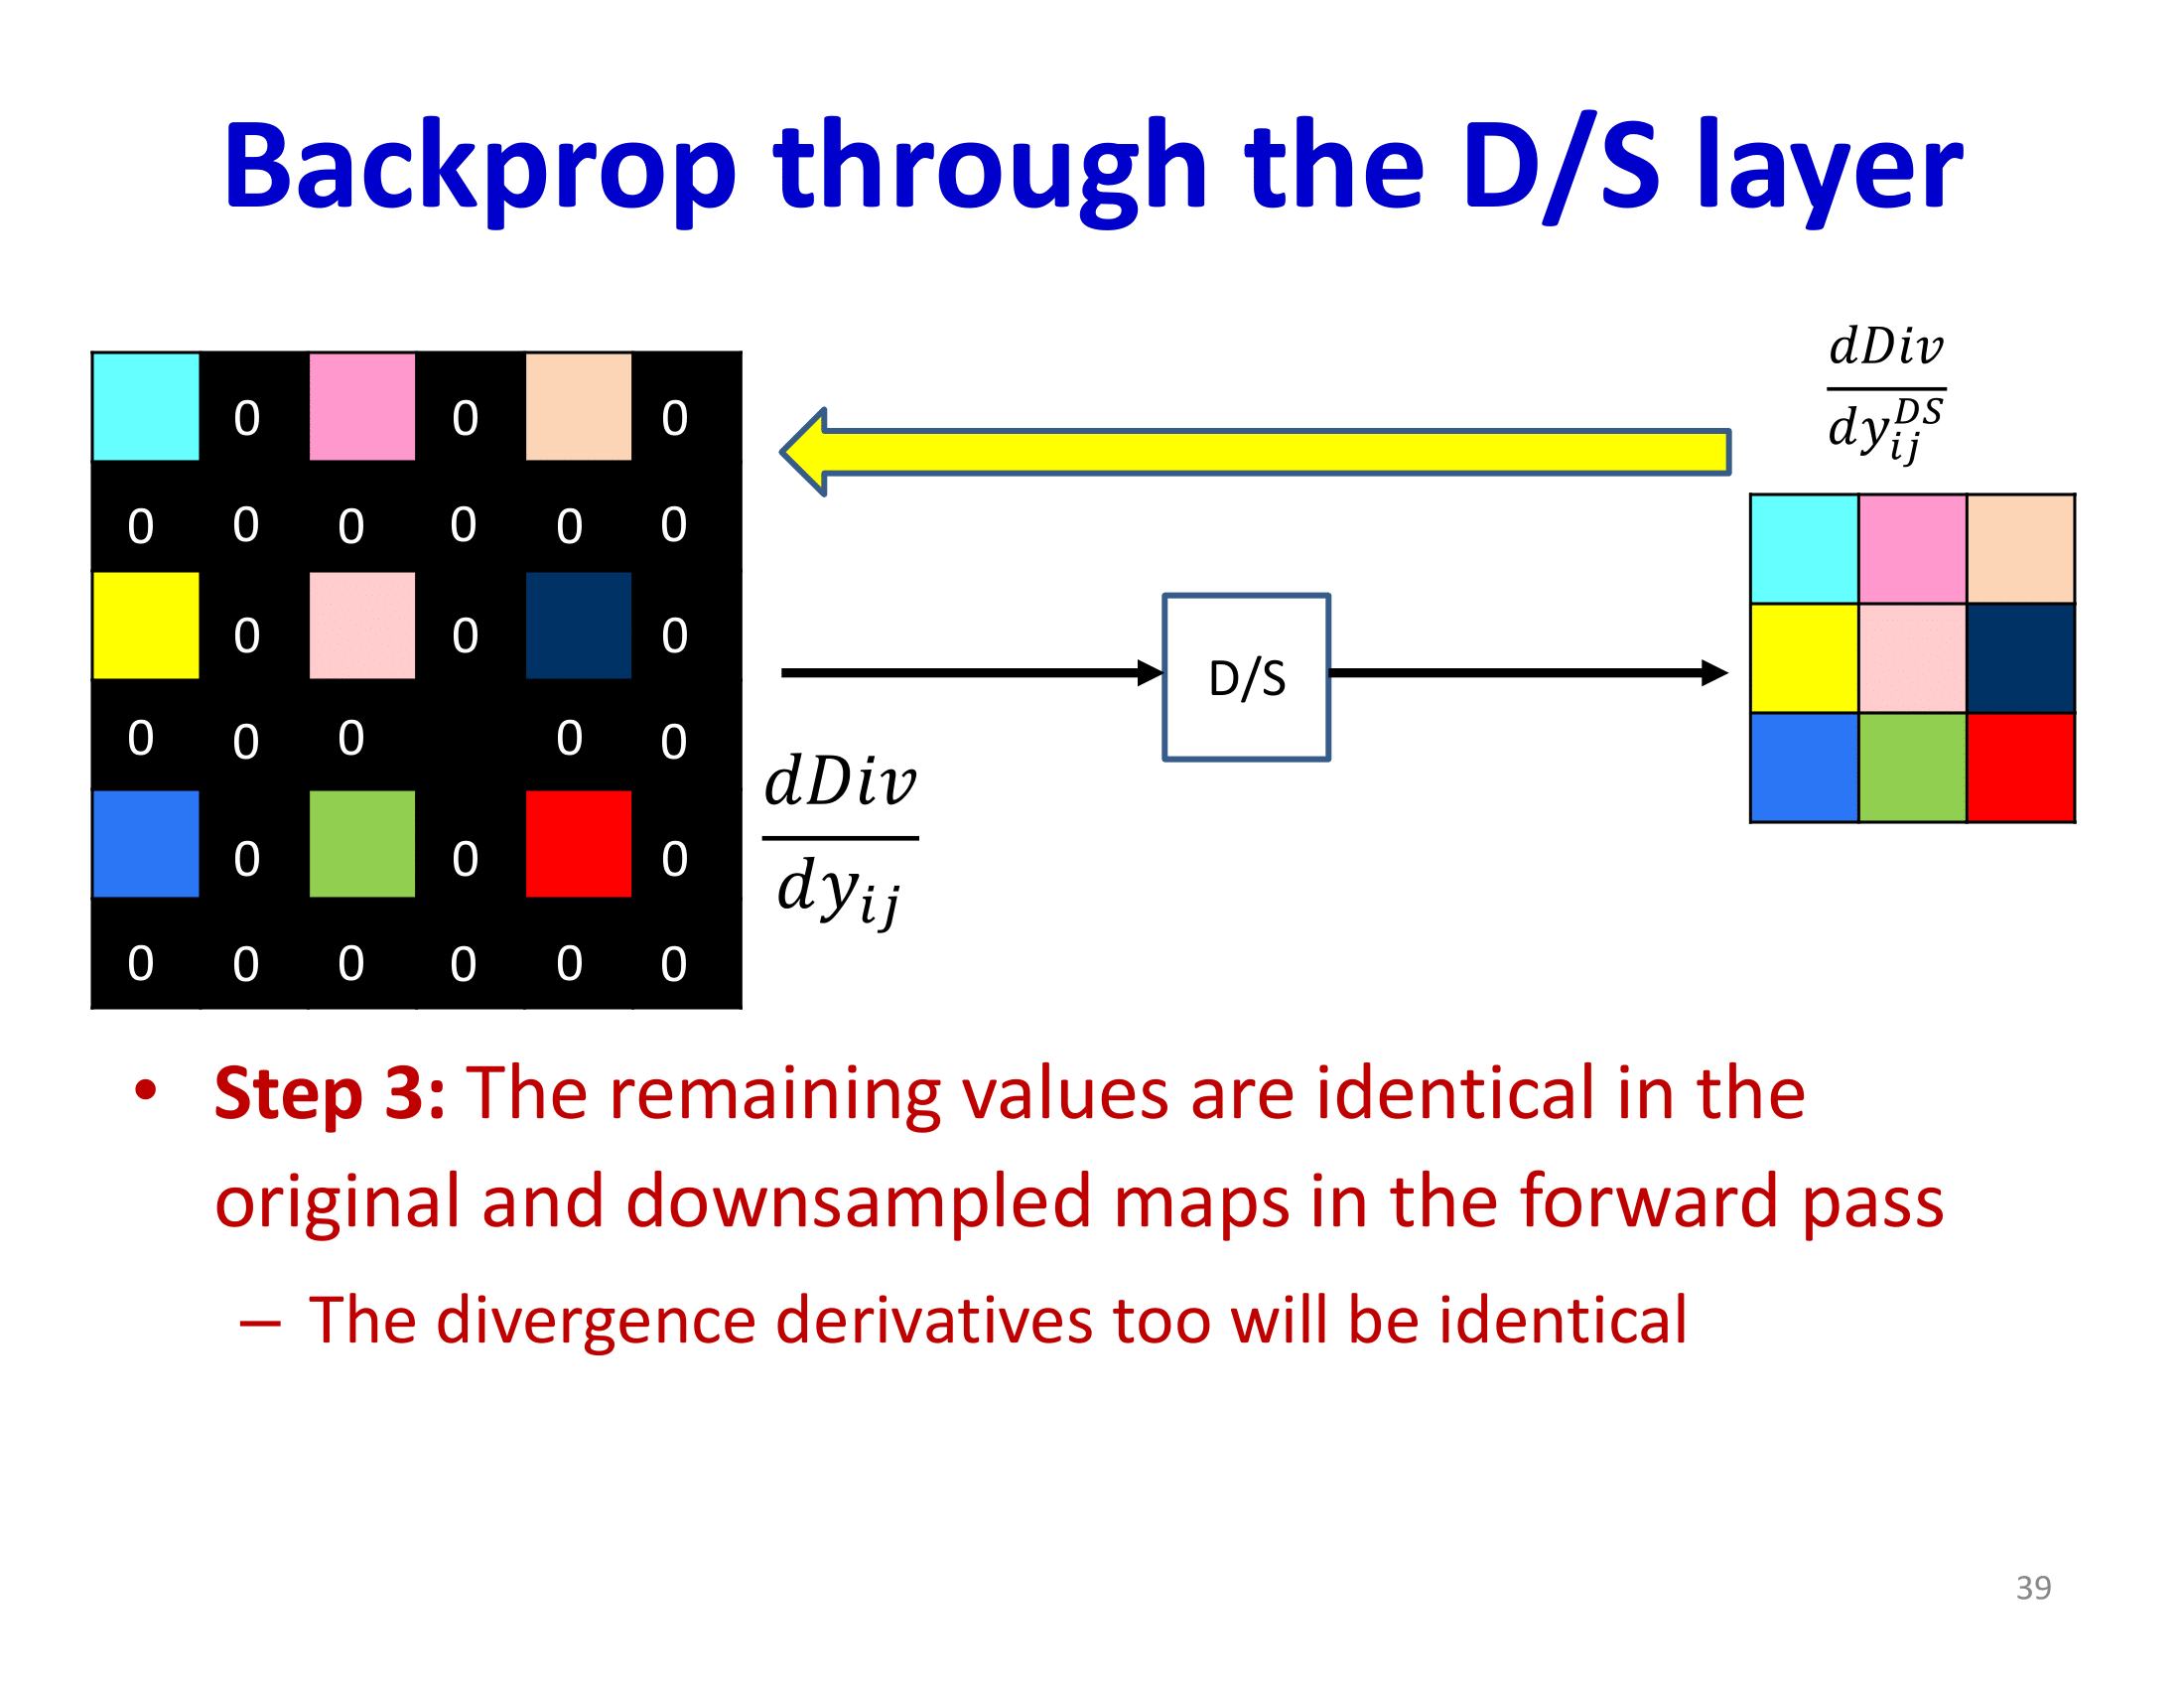 Backprop through the D/S layer
dDiv
dy_{ij}^{DS}
0 0 0
0 0 0 0 0 0
0 0 0
D/S
0 0 0 0 0
dDiv
dy_{ij}
0 0 0
0 0 0 0 0 0
• Step 3: The remaining values are identical in the
original and downsampled maps in the forward pass
– The divergence derivatives too will be identical
39